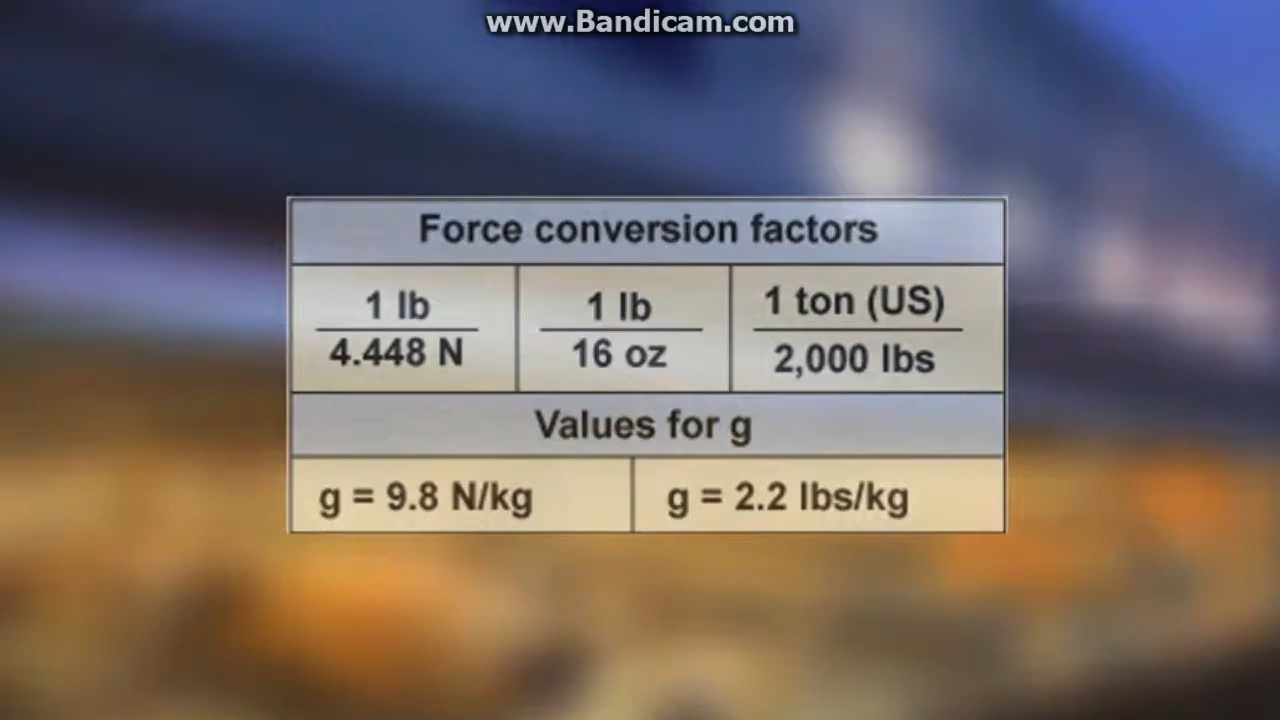 www.Bandicam.com
Force conversion factors
1 lb
4.448 N
1 lb
16 oz
1 ton (US)
2,000 lbs
Values for g
g = 9.8 N/kg
g = 2.2 lbs/kg